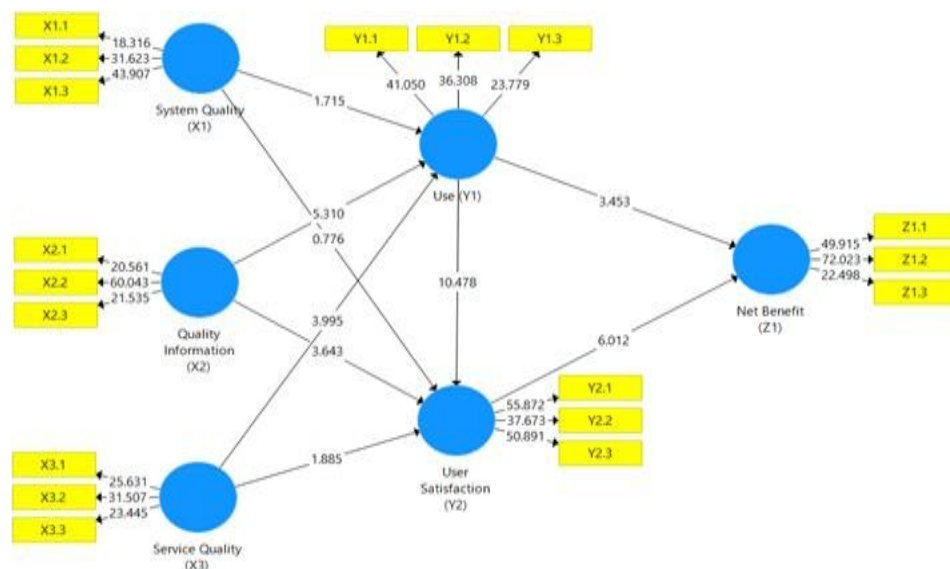 X1.1
18.316
X1.2
31.623
X1.3
43.907
System Quality
(X1)
Y1.1
Y1.2
Y1.3
41.050
36.308
23.779
1.715
Use (Y1)
5.310
0.776
3.453
X2.1
20.561
X2.2
60.043
X2.3
21.535
Quality
Information
(X2)
10.478
Z1.1
49.915
Z1.2
72.023
Z1.3
22.498
Net Benefit
(Z1)
3.995
3.643
6.012
Y2.1
55.872
Y2.2
37.673
Y2.3
50.891
User
Satisfaction
(Y2)
1.885
X3.1
25.631
X3.2
31.507
X3.3
23.445
Service Quality
(X3)